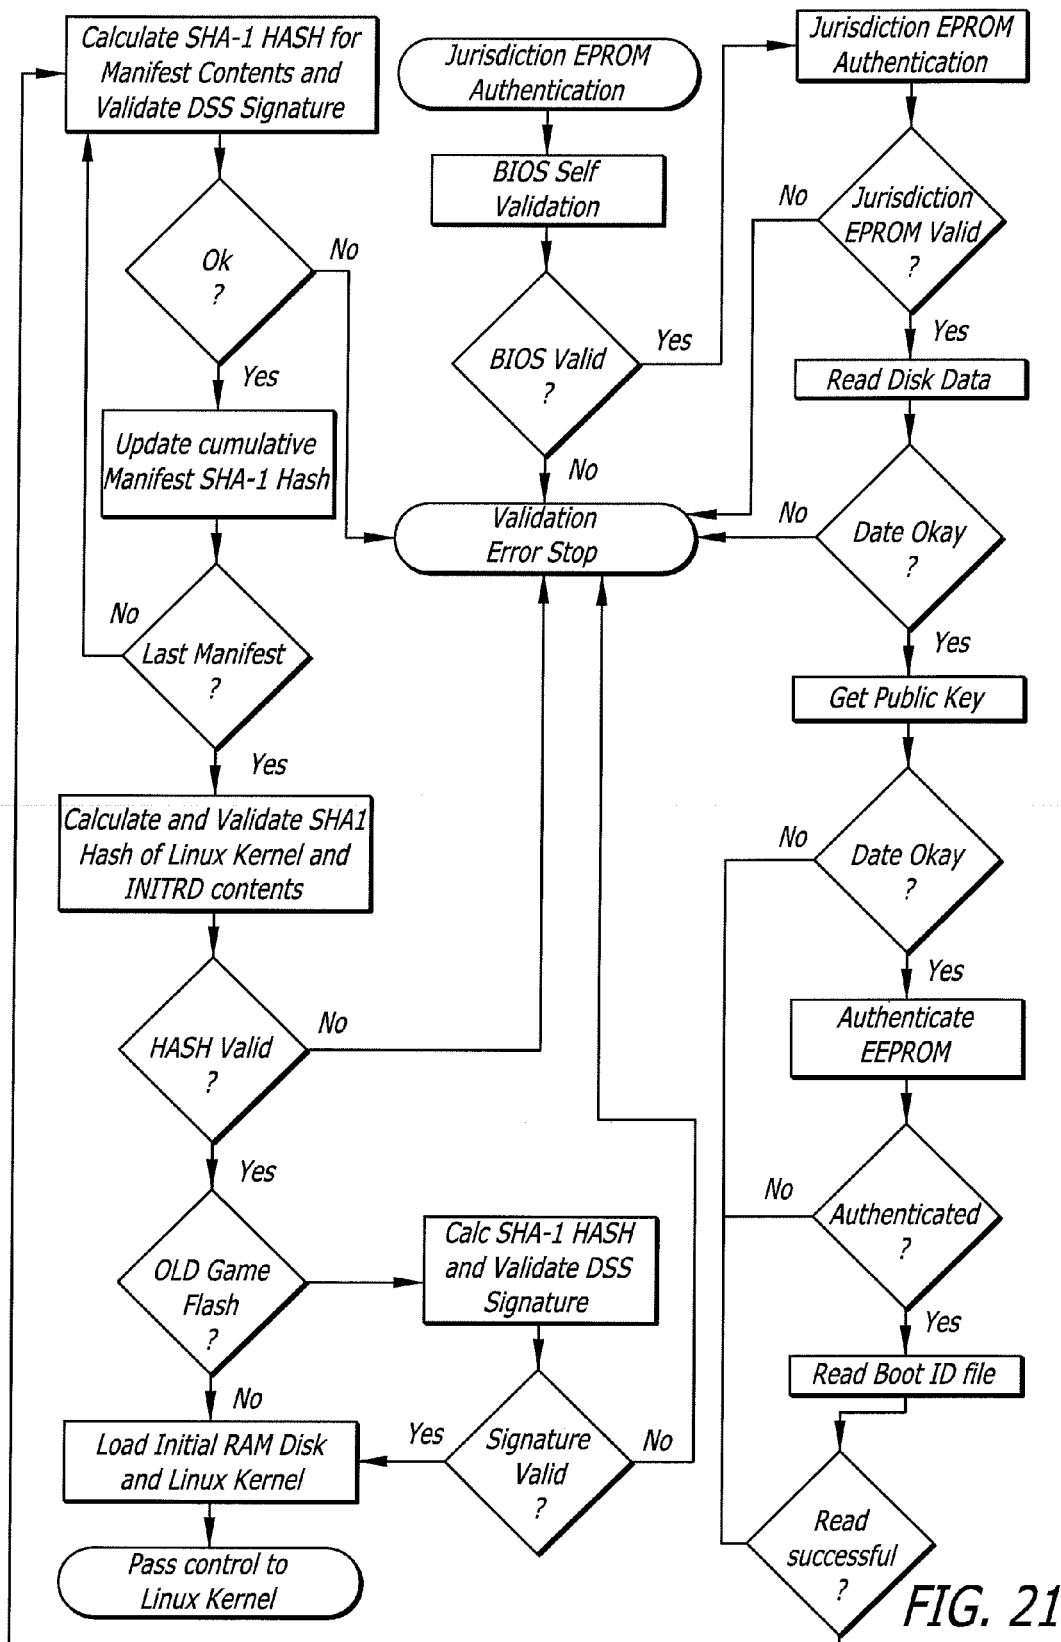 Calculate SHA-1 HASH for
Manifest Contents and
Validate DSS Signature
Ok
?
No
Yes
Update cumulative
Manifest SHA-1 Hash
No
Last Manifest
?
Yes
Calculate and Validate SHA1
Hash of Linux Kernel and
INITRD contents
HASH Valid
?
No
Yes
OLD Game
Flash
?
No
Load Initial RAM Disk
and Linux Kernel
Pass control to
Linux Kernel
Jurisdiction EPROM
Authentication
BIOS Self
Validation
BIOS Valid
?
Yes
No
Validation
Error Stop
Calc SHA-1 HASH
and Validate DSS
Signature
Yes
Signature
Valid
?
No
Jurisdiction EPROM
Authentication
No
Jurisdiction
EPROM Valid
?
Yes
Read Disk Data
No
Date Okay
?
Yes
Get Public Key
No
Date Okay
?
Yes
Authenticate
EEPROM
No
Authenticated
?
Yes
Read Boot ID file
Read
successful
?
FIG. 21